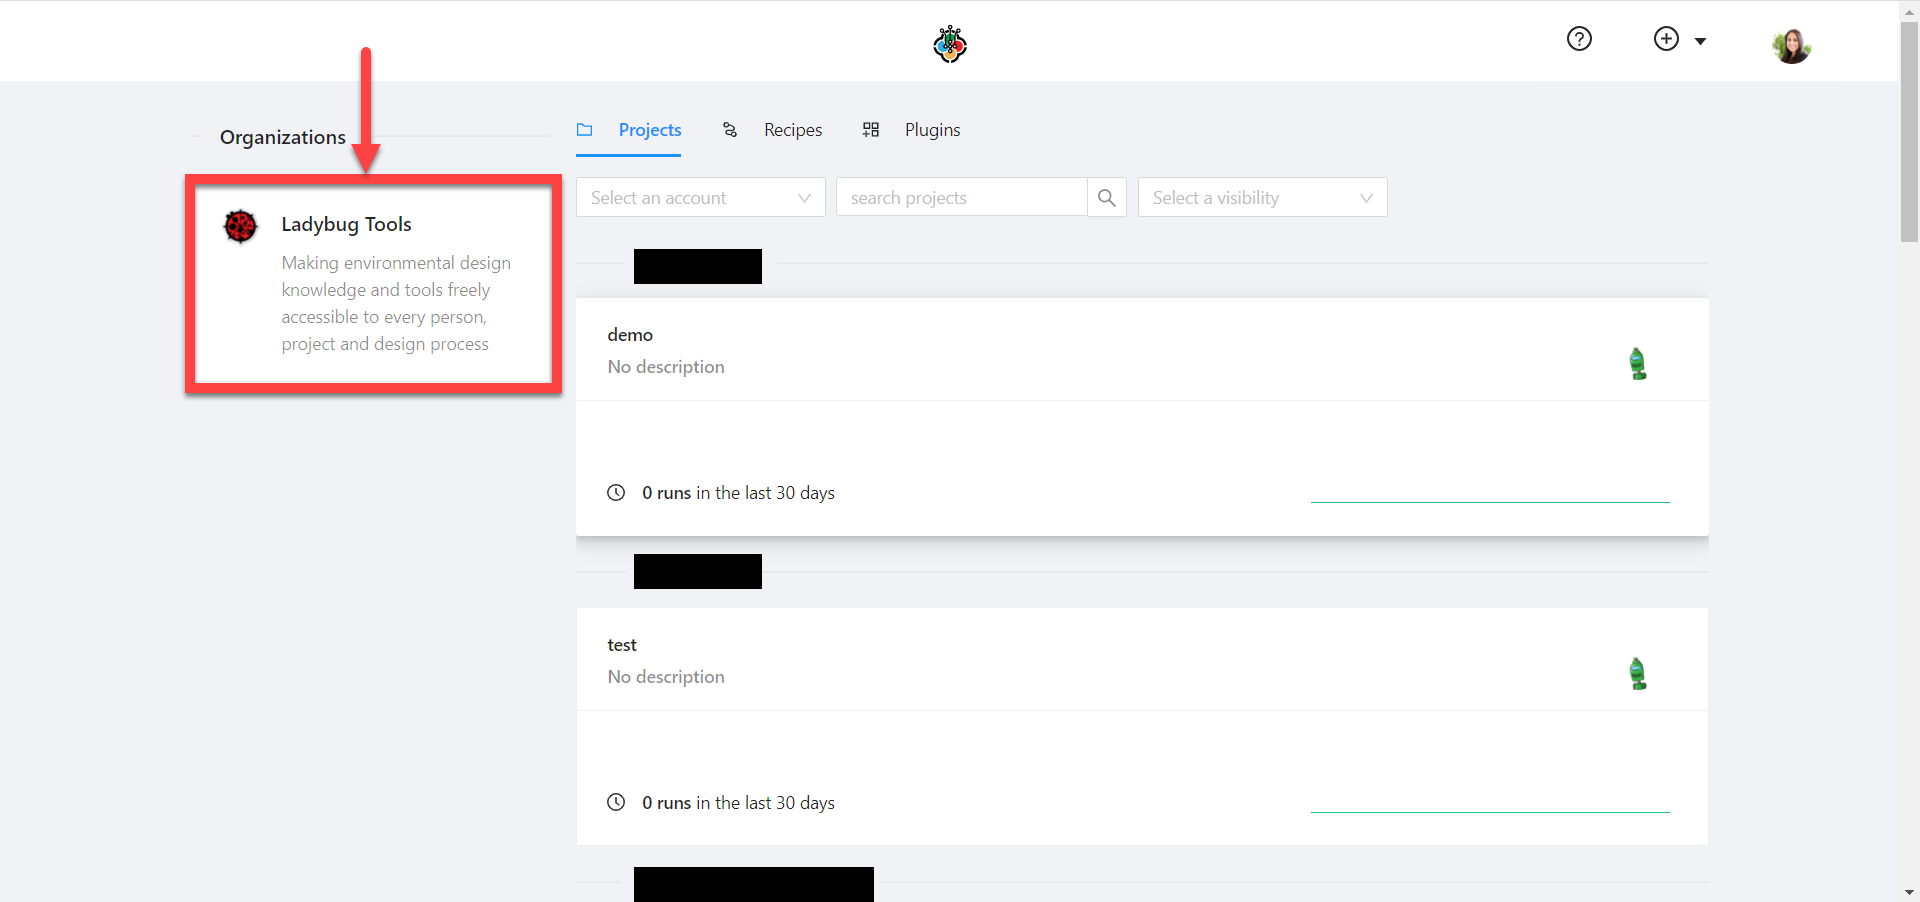 Organizations
Ladybug Tools
Making environmental design
knowledge and tools freely
accessible to every person,
project and design process
Projects
Recipes
Plugins
Select an account
search projects
Select a visibility
demo
No description
0 runs in the last 30 days
test
No description
0 runs in the last 30 days